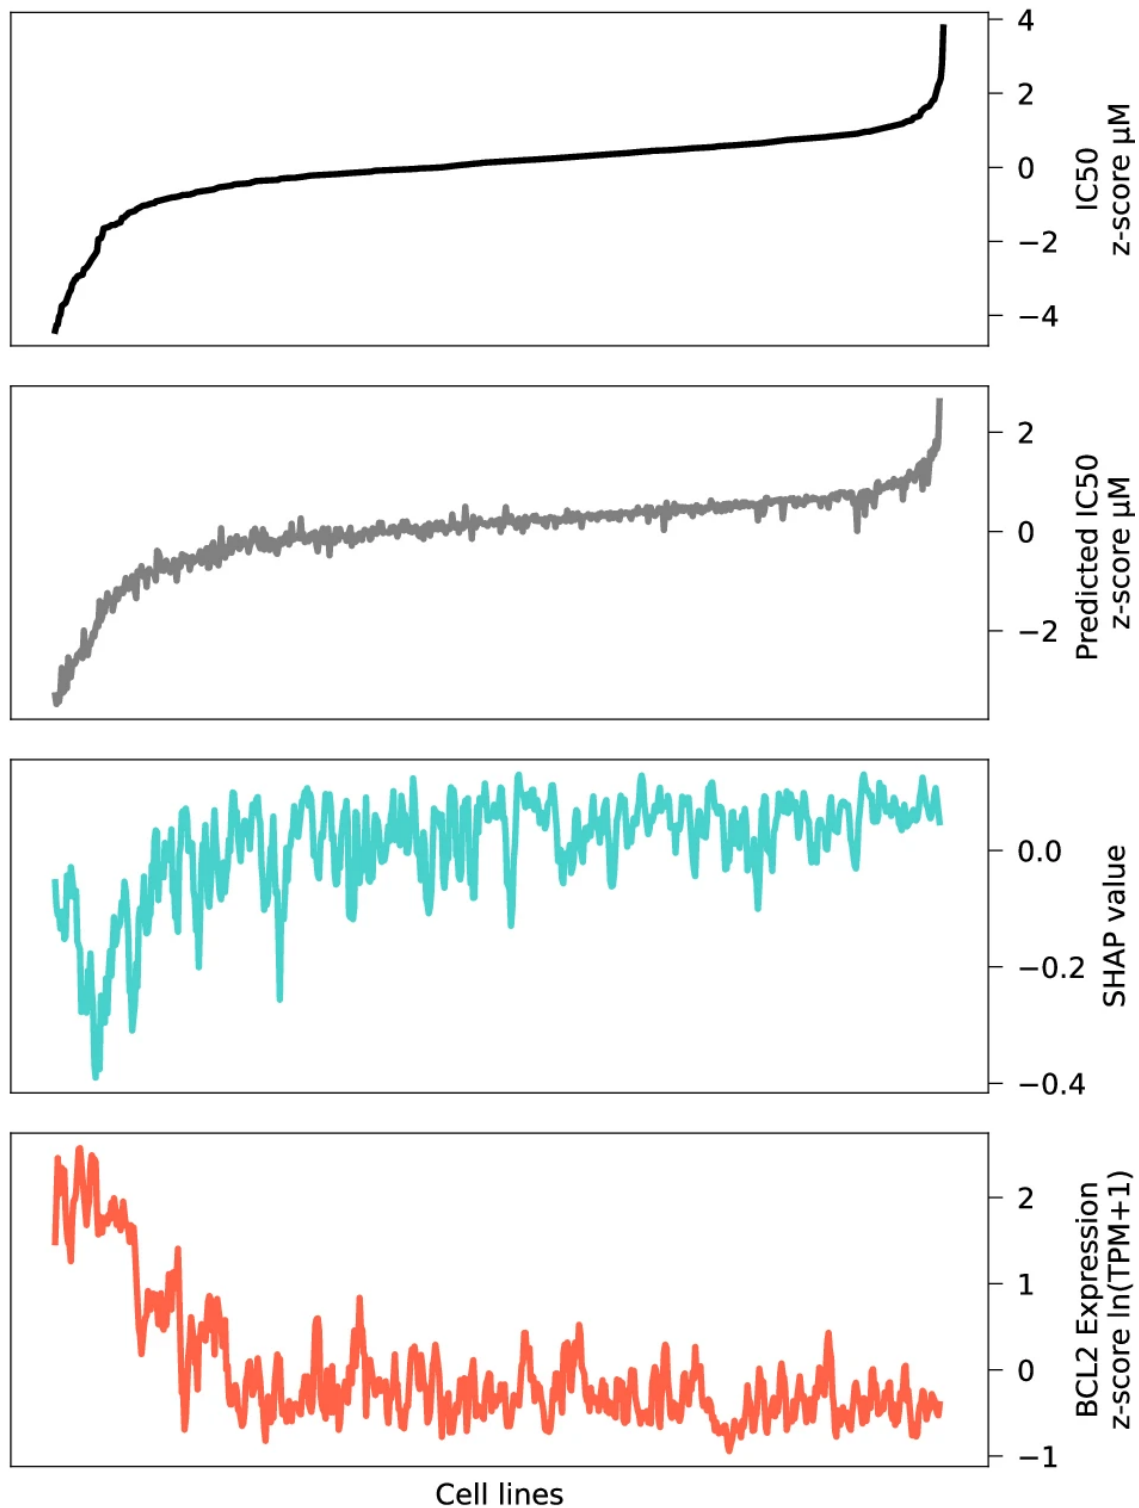 4
2
0
−2
−4
IC50
z-score μM
2
0
−2
Predicted IC50
z-score μM
0.0
−0.2
−0.4
SHAP value
2
1
0
−1
BCL2 Expression
z-score ln(TPM+1)
Cell lines